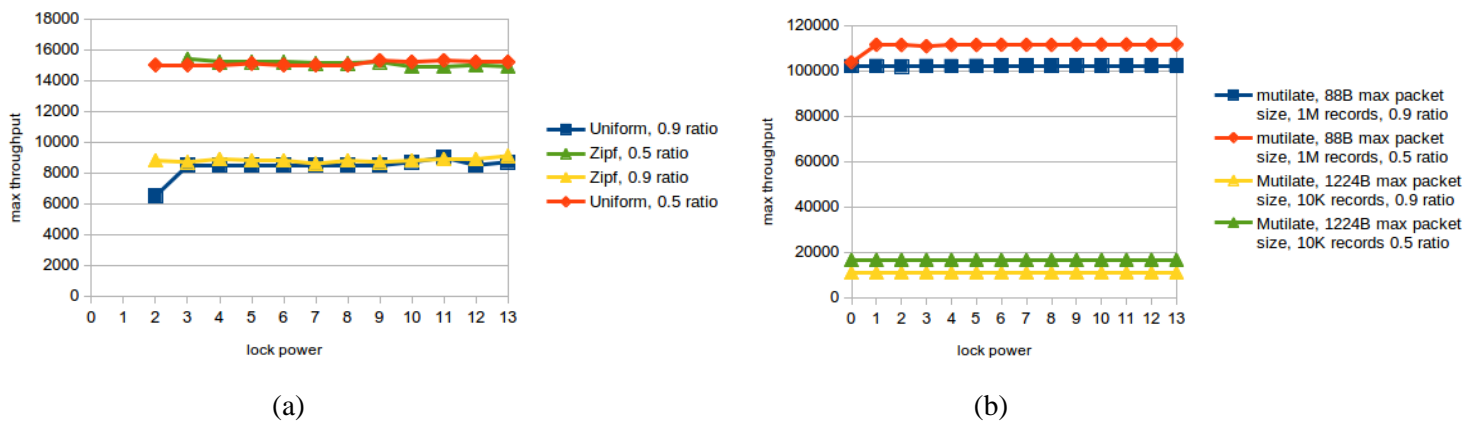 18000
16000
14000
12000
10000
8000
6000
4000
2000
0
max throughput
0 1 2 3 4 5 6 7 8 9 10 11 12 13
lock power
Uniform, 0.9 ratio
Zipf, 0.5 ratio
Zipf, 0.9 ratio
Uniform, 0.5 ratio
(a)
120000
100000
80000
60000
40000
20000
0
max throughput
0 1 2 3 4 5 6 7 8 9 10 11 12 13
lock power
mutilate, 88B max packet
size, 1M records, 0.9 ratio
mutilate, 88B max packet
size, 1M records, 0.5 ratio
Mutilate, 1224B max packet
size, 10K records, 0.9 ratio
Mutilate, 1224B max packet
size, 10K records 0.5 ratio
(b)